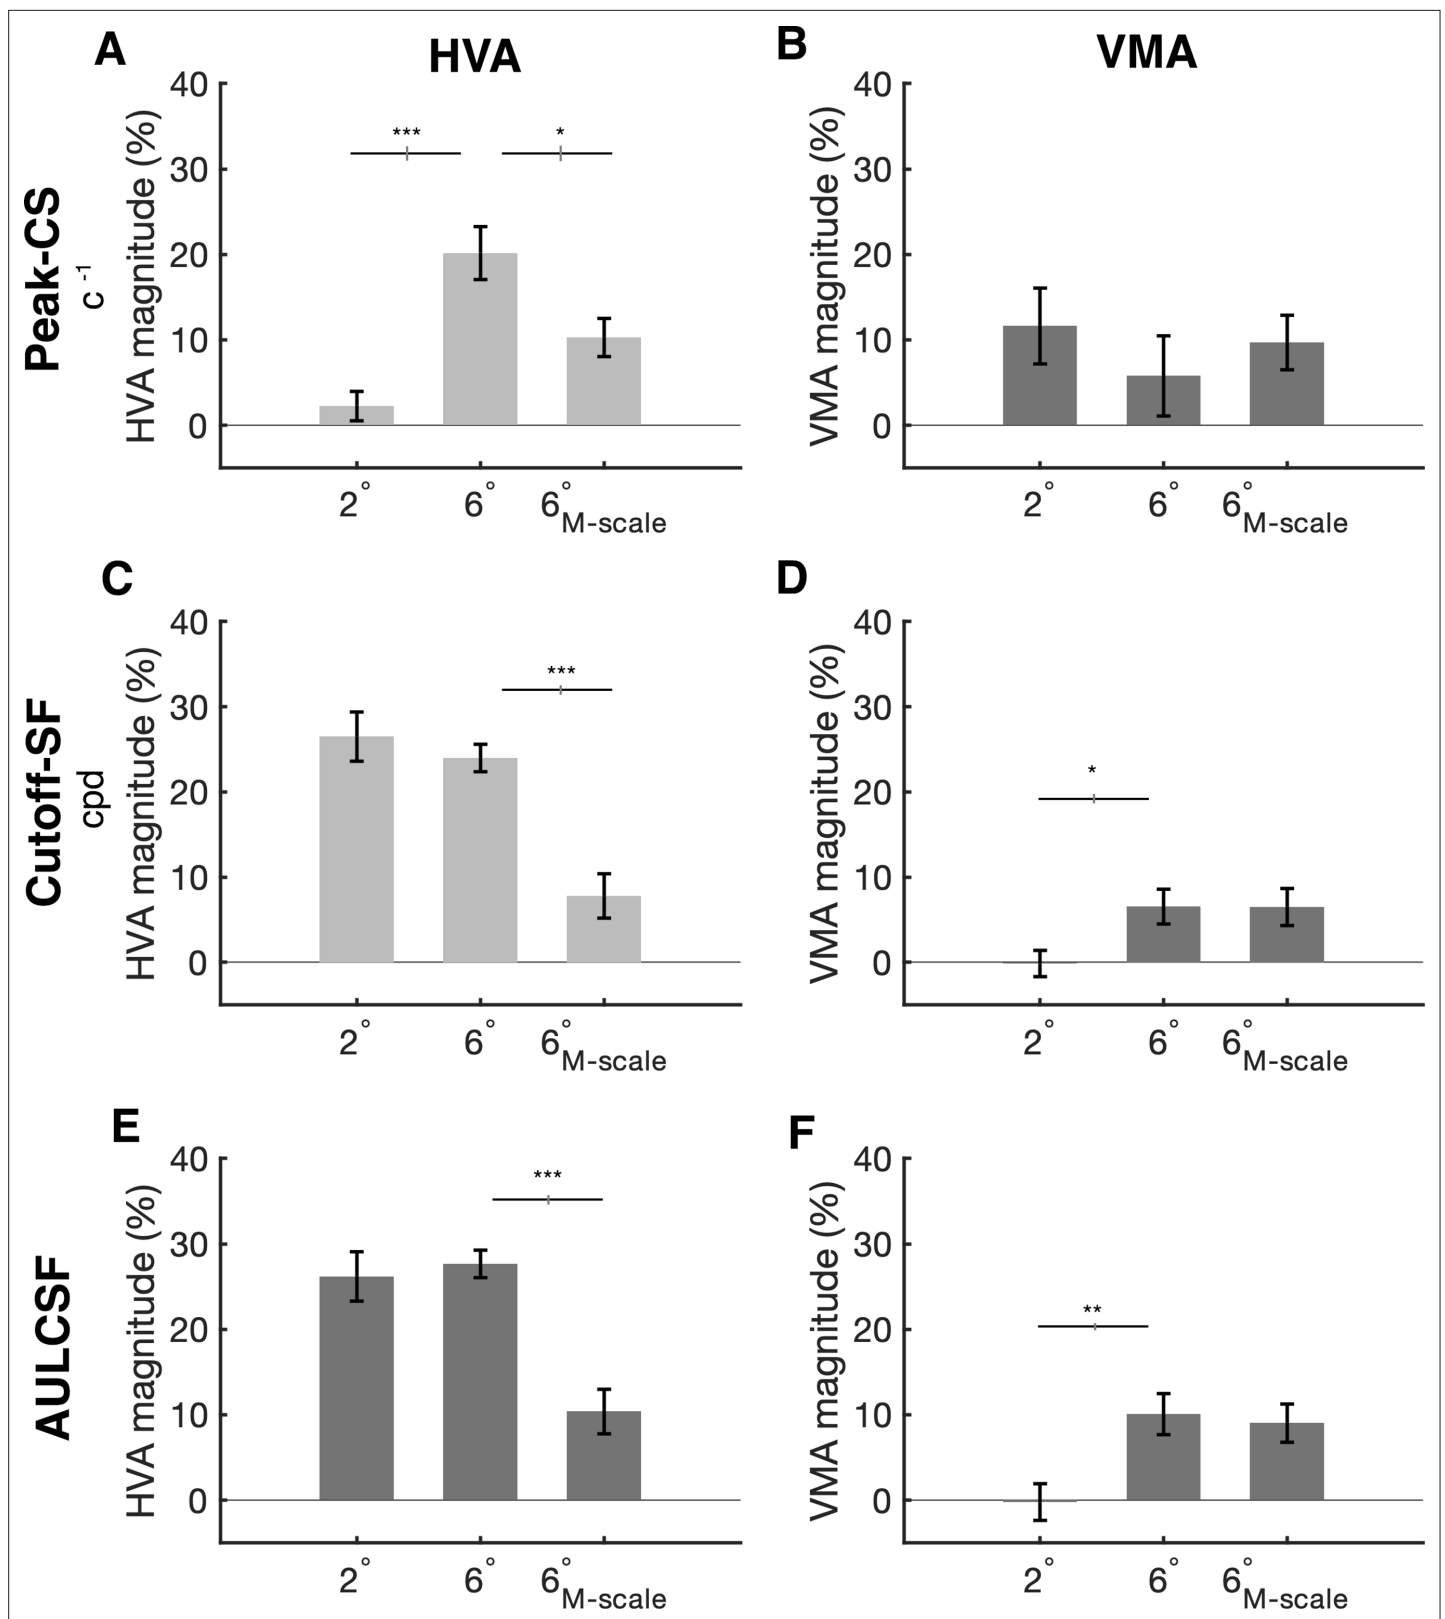 A
HVA
B
VMA
Peak-CS
c -1
HVA magnitude (%)
40
30
20
10
0
***
*
2° 6° 6°M-scale
VMA magnitude (%)
40
30
20
10
0
2° 6° 6°M-scale
C
D
Cutoff-SF
cpd
HVA magnitude (%)
40
30
20
10
0
***
2° 6° 6°M-scale
VMA magnitude (%)
40
30
20
10
0
*
2° 6° 6°M-scale
E
F
AULCSF
HVA magnitude (%)
40
30
20
10
0
***
2° 6° 6°M-scale
VMA magnitude (%)
40
30
20
10
0
**
2° 6° 6°M-scale